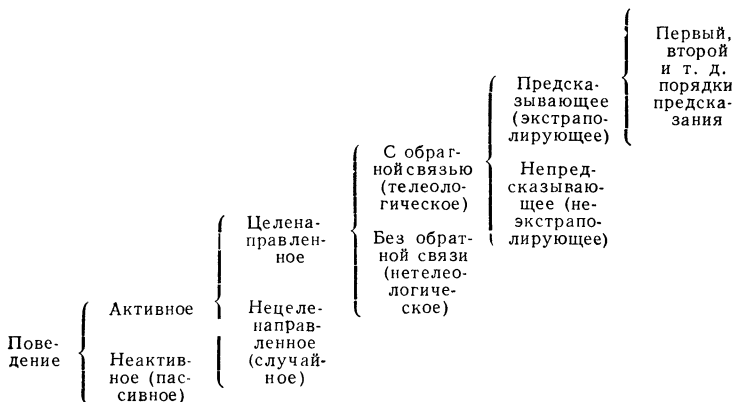 Пове-
дение
Активное
Неактив-
ное (пас-
сивное)
Целена-
правлен-
ное
Нецеле-
направ-
ленное
(случай-
ное)
С обрат-
ной связью
(телеоло-
гическое)
Без обрат-
ной связи
(нетелео-
логиче-
ское)
Предска-
зывающее
(экстрапо-
лирующее)
Непред-
сказываю-
щее (не-
экстрапо-
лирующее)
Первый,
второй
и т. д.
порядки
предска-
зания